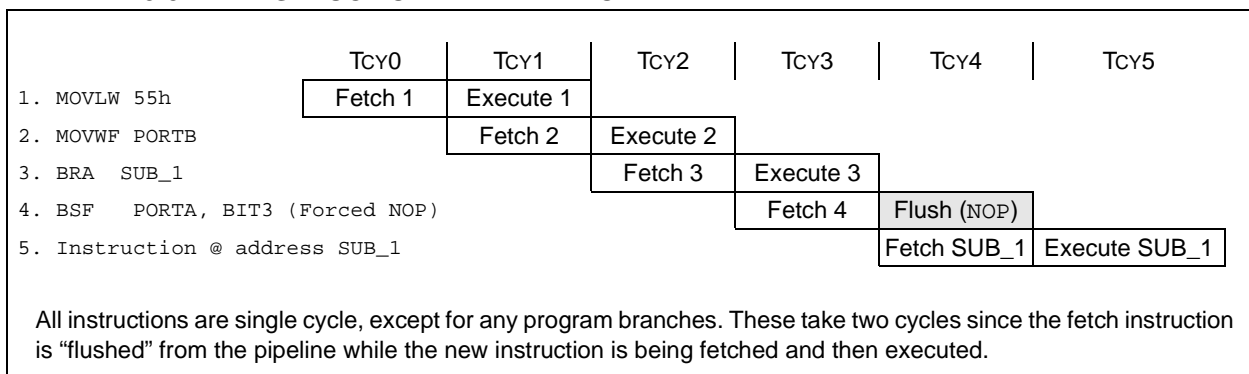 TCY0 TCY1 TCY2 TCY3 TCY4 TCY5
1. MOVLW 55h Fetch 1 Execute 1
2. MOVWF PORTB Fetch 2 Execute 2
3. BRA SUB_1 Fetch 3 Execute 3
4. BSF PORTA, BIT3 (Forced NOP) Fetch 4 Flush (NOP)
5. Instruction @ address SUB_1 Fetch SUB_1 Execute SUB_1
All instructions are single cycle, except for any program branches. These take two cycles since the fetch instruction
is “flushed” from the pipeline while the new instruction is being fetched and then executed.